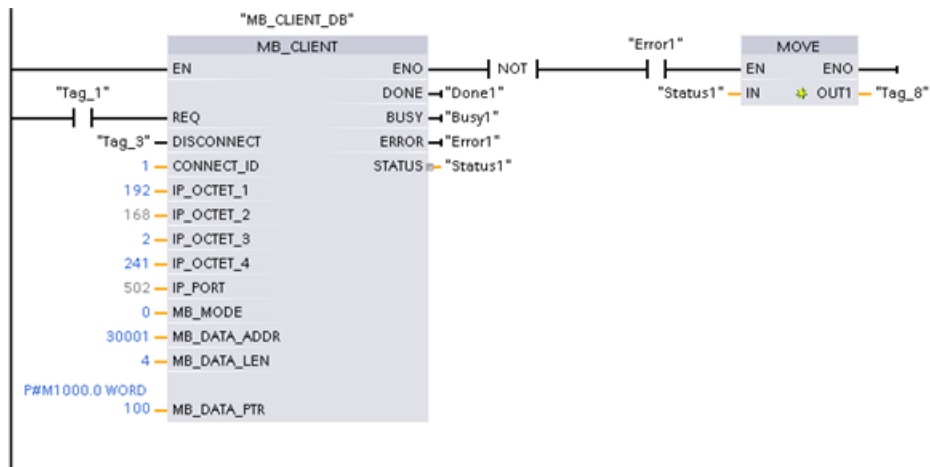 "MB_CLIENT_DB"
MB_CLIENT
"Error1"
MOVE
EN ENO NOT EN ENO
"Tag_1" DONE "Done1" "Status1" IN OUT1 "Tag_8"
REQ BUSY "Busy1"
"Tag_3" DISCONNECT ERROR "Error1"
1 CONNECT_ID STATUS "Status1"
192 IP_OCTET_1
168 IP_OCTET_2
2 IP_OCTET_3
241 IP_OCTET_4
502 IP_PORT
0 MB_MODE
30001 MB_DATA_ADDR
4 MB_DATA_LEN
P#M1000.0 WORD
100 MB_DATA_PTR